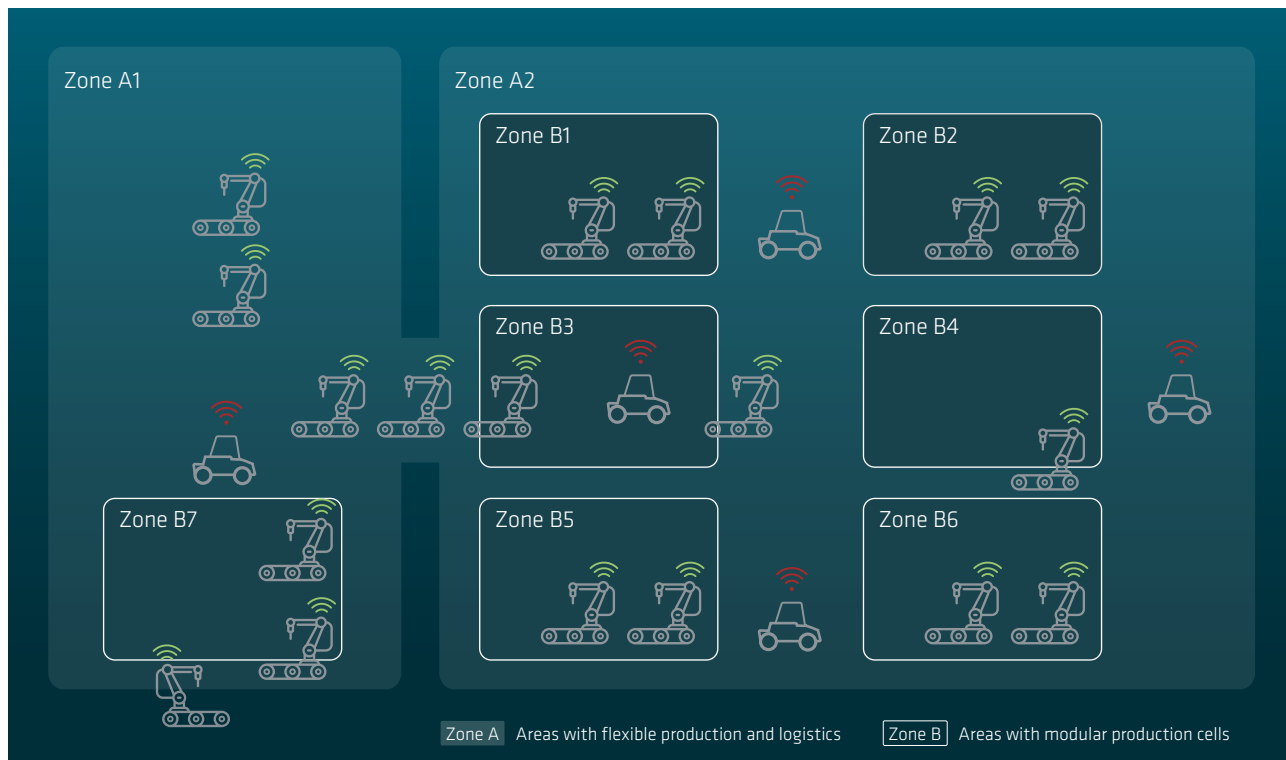 Zone A1
Zone A2
Zone B1
Zone B2
Zone B3
Zone B4
Zone B7
Zone B5
Zone B6
Zone A Areas with flexible production and logistics
Zone B Areas with modular production cells